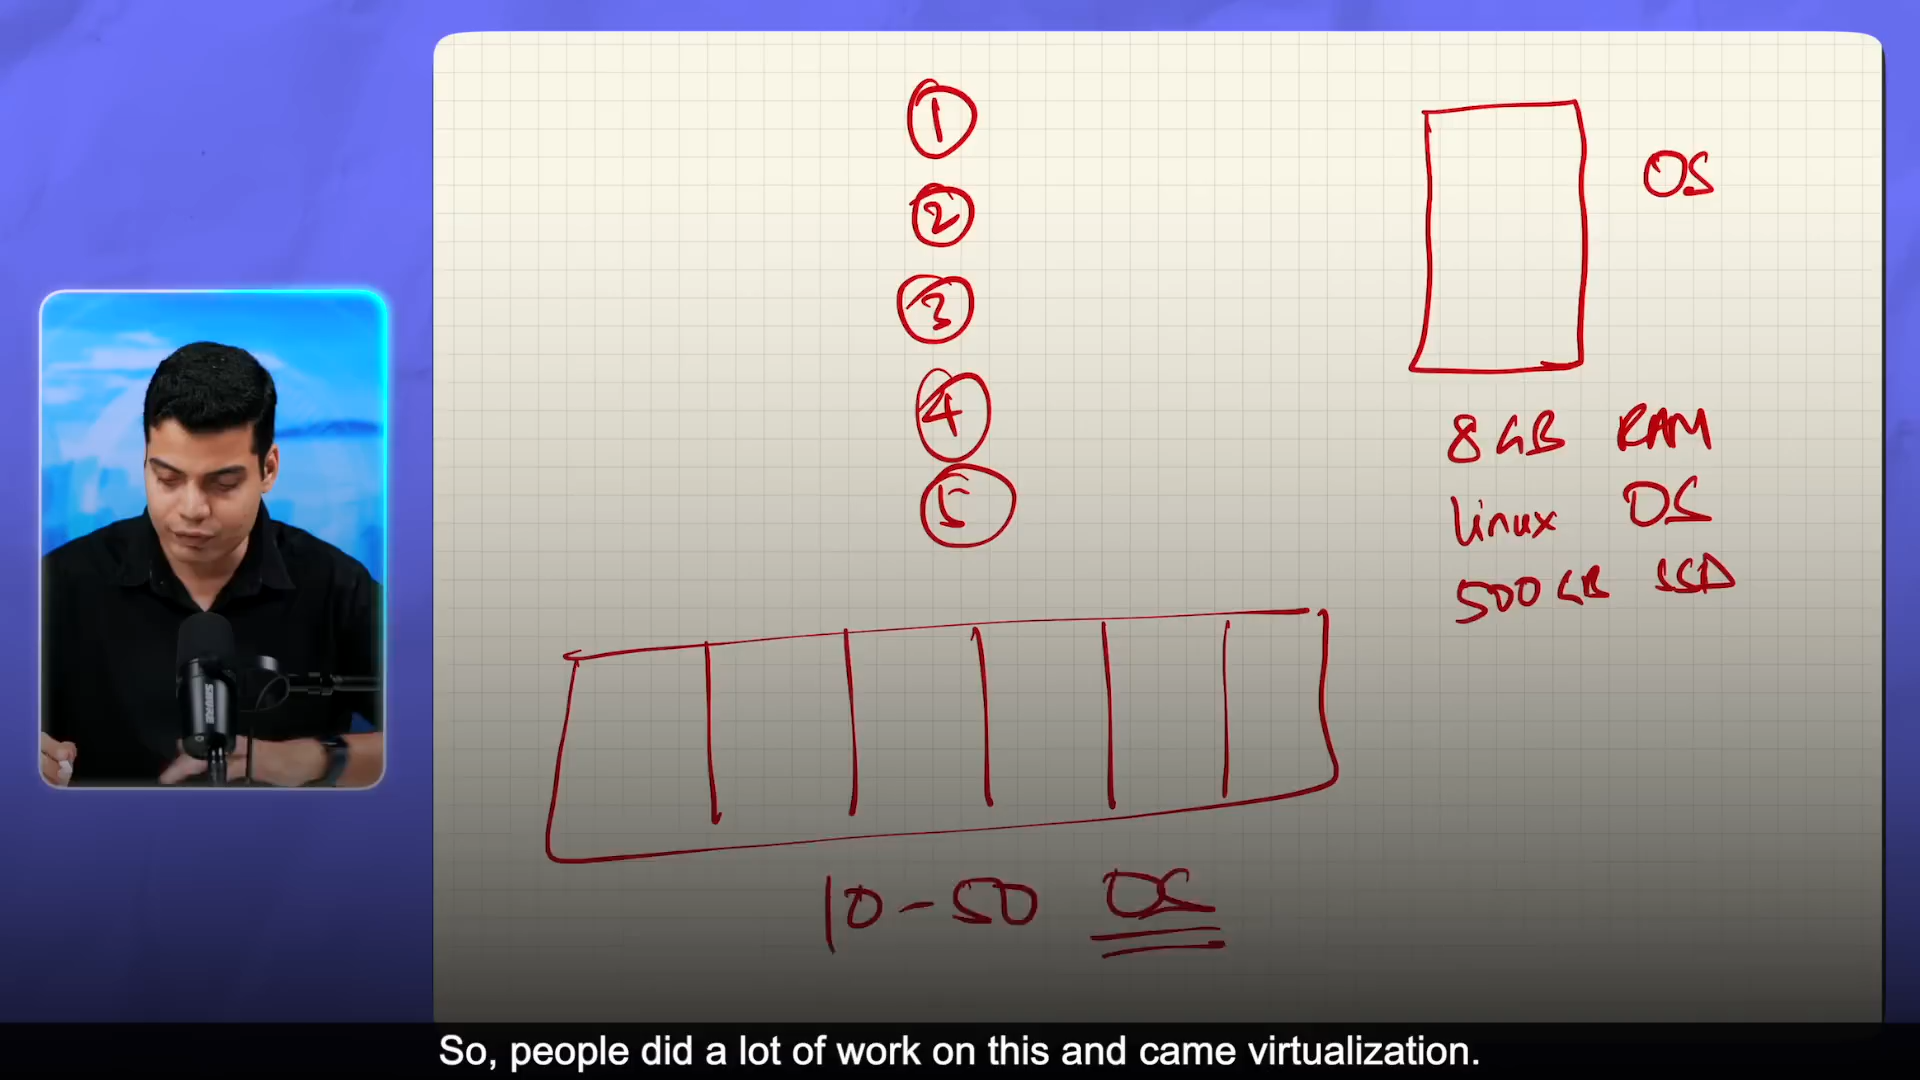 1
2
3
4
5
OS
8 GB RAM
Linux OS
500 GB SSD
10-50 OS
SHURE
So, people did a lot of work on this and came virtualization.